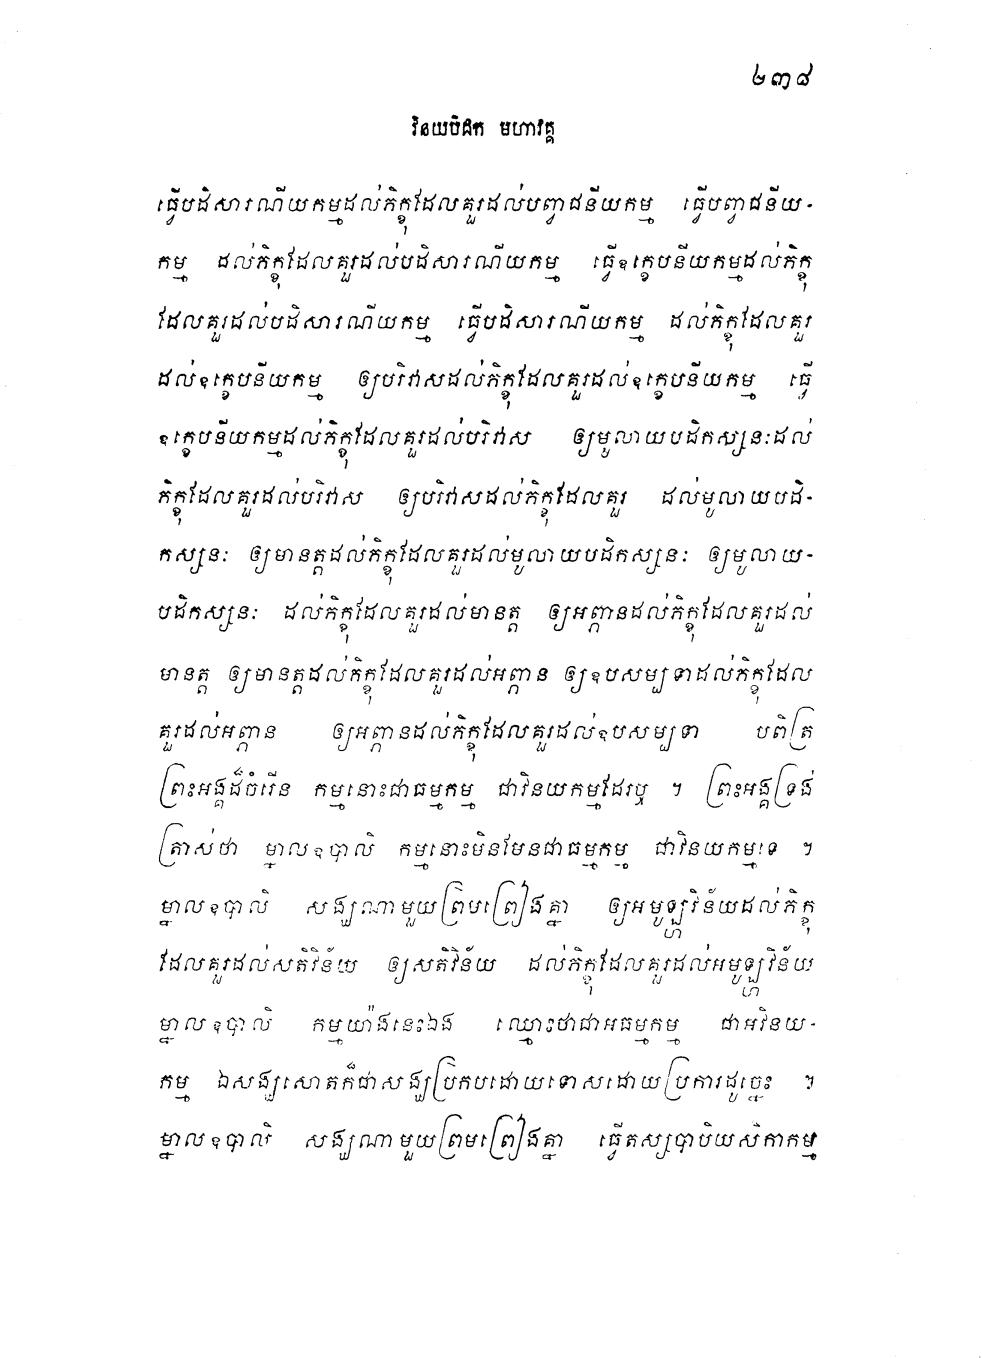 ២៣៨
វិនយបិដក មហាវគ្គ
ធ្វើបដិសារណីយកម្មដល់ភិក្ខុដែលគួរដល់បញ្វជនីយកម្ម ធ្វើបញ្វជនីយ-
កម្ម ដល់ភិក្ខុដែលគួរដល់បដិសារណីយកម្ម ធ្វើឧក្ខេបនីយកម្មដល់ភិក្ខុ
ដែលគួរដល់បដិសារណីយកម្ម ធ្វើបដិសារណីយកម្ម ដល់ភិក្ខុដែលគួរ
ដល់ឧក្ខេបនីយកម្ម ឲ្យបរិវាសដល់ភិក្ខុដែលគួរដល់ឧក្ខេបនីយកម្ម ធ្វើ
ឧក្ខេបនីយកម្មដល់ភិក្ខុដែលគួរដល់បរិវាស ឲ្យមូលាយបដិកស្សនៈដល់
ភិក្ខុដែលគួរដល់បរិវាស ឲ្យបរិវាសដល់ភិក្ខុដែលគួរ ដល់មូលាយបដិ-
កស្សនៈ ឲ្យមានត្តដល់ភិក្ខុដែលគួរដល់មូលាយបដិកស្សនៈ ឲ្យមូលាយ-
បដិកស្សនៈ ដល់ភិក្ខុដែលគួរដល់មានត្ត ឲ្យអព្ភានដល់ភិក្ខុដែលគួរដល់
មានត្ត ឲ្យមានត្តដល់ភិក្ខុដែលគួរដល់អព្ភាន ឲ្យឧបសម្បទាដល់ភិក្ខុដែល
គួរដល់អព្ភាន ឲ្យអព្ភានដល់ភិក្ខុដែលគួរដល់ឧបសម្បទា បពិត្រ
ព្រះអង្គដ៏ចំរើន កម្មនោះជាធម្មកម្ម ជាវិនយកម្មដែរឬ ។ ព្រះអង្គទ្រង់
ត្រាស់ថា ម្នាលឧបាលិ កម្មនោះមិនមែនជាធម្មកម្ម ជាវិនយកម្មទេ ។
ម្នាលឧបាលិ សង្ឃណាមួយព្រមព្រៀងគ្នា ឲ្យអមូឡ្ហវិន័យដល់ភិក្ខុ
ដែលគួរដល់សតិវិន័យ ឲ្យសតិវិន័យ ដល់ភិក្ខុដែលគួរដល់អមូឡ្ហវិន័យ
ម្នាលឧបាលិ កម្មយ៉ាងនេះឯង ឈ្មោះថាជាអធម្មកម្ម ជាអវិនយ-
កម្ម ឯសង្ឃសោតក៏ជាសង្ឃប្រកបដោយទោសដោយប្រការដូច្នេះ ។
ម្នាលឧបាលិ សង្ឃណាមួយព្រមព្រៀងគ្នា ធ្វើតស្សបាបិយសិកាកម្ម